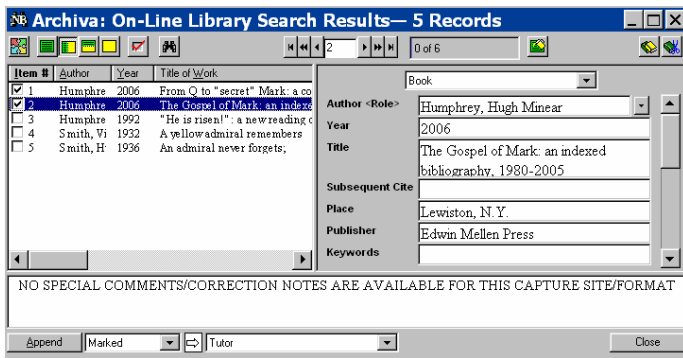 NB Archiva: On-Line Library Search Results— 5 Records
2 0 of 6
Item # Author Year Title of Work
1 Humphre 2006 From Q to "secret" Mark: a co
2 Humphre 2006 The Gospel of Mark: an indexe
3 Humphre 1992 "He is risen!" : a new reading o
4 Smith, Vi 1932 A yellow admiral remembers
5 Smith, H 1936 An admiral never forgets;
Book
Author <Role> Humphrey, Hugh Minear
Year 2006
Title The Gospel of Mark: an indexed
bibliography, 1980-2005
Subsequent Cite
Place Lewiston, N.Y.
Publisher Edwin Mellen Press
Keywords
NO SPECIAL COMMENTS/CORRECTION NOTES ARE AVAILABLE FOR THIS CAPTURE SITE/FORMAT
Append Marked Tutor Close